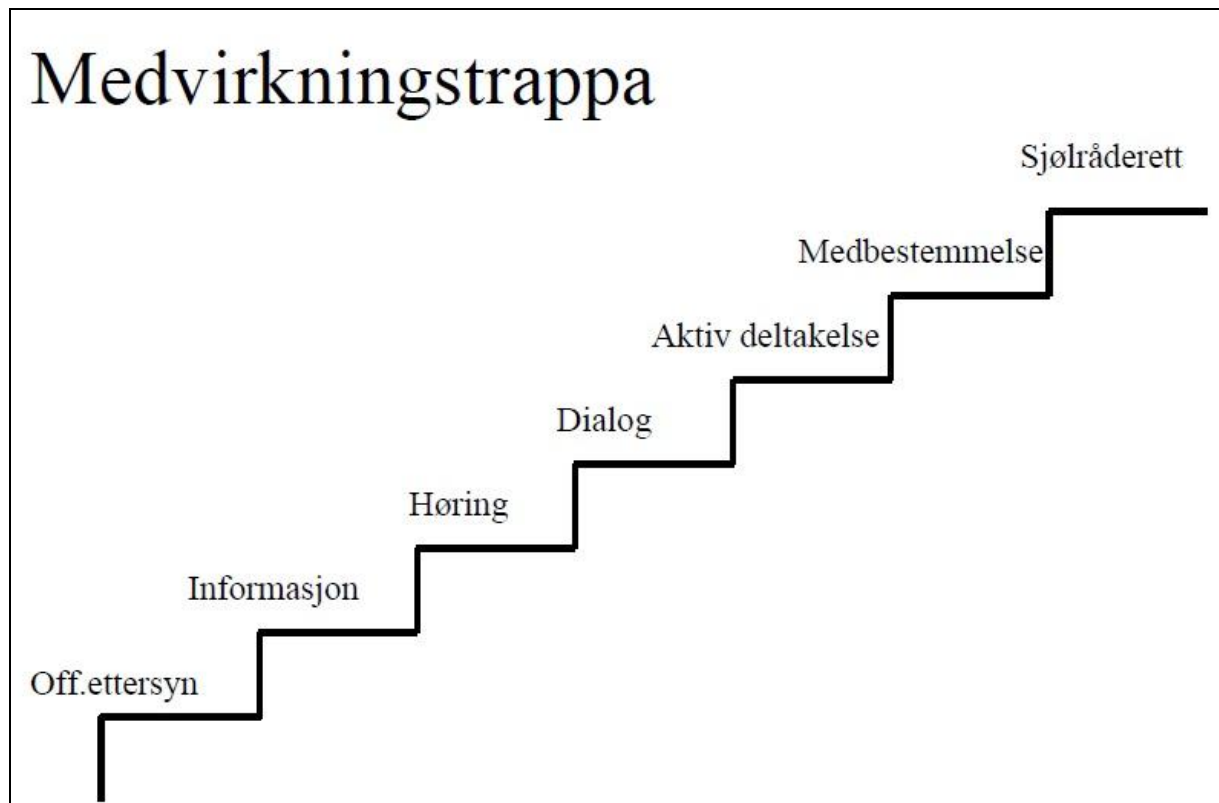 Medvirkningstrappa
Sjølråderett
Medbestemmelse
Aktiv deltakelse
Dialog
Høring
Informasjon
Off.ettersyn